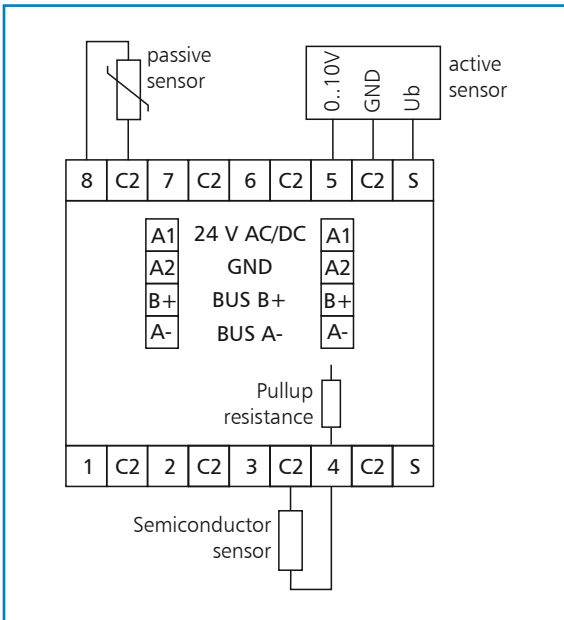 passive
sensor
0..10V
GND
Ub
active
sensor
8 C2 7 C2 6 C2 5 C2 S
A1 24 V AC/DC A1
A2 GND A2
B+ BUS B+ B+
A- BUS A- A-
Pullup
resistance
1 C2 2 C2 3 C2 4 C2 S
Semiconductor
sensor